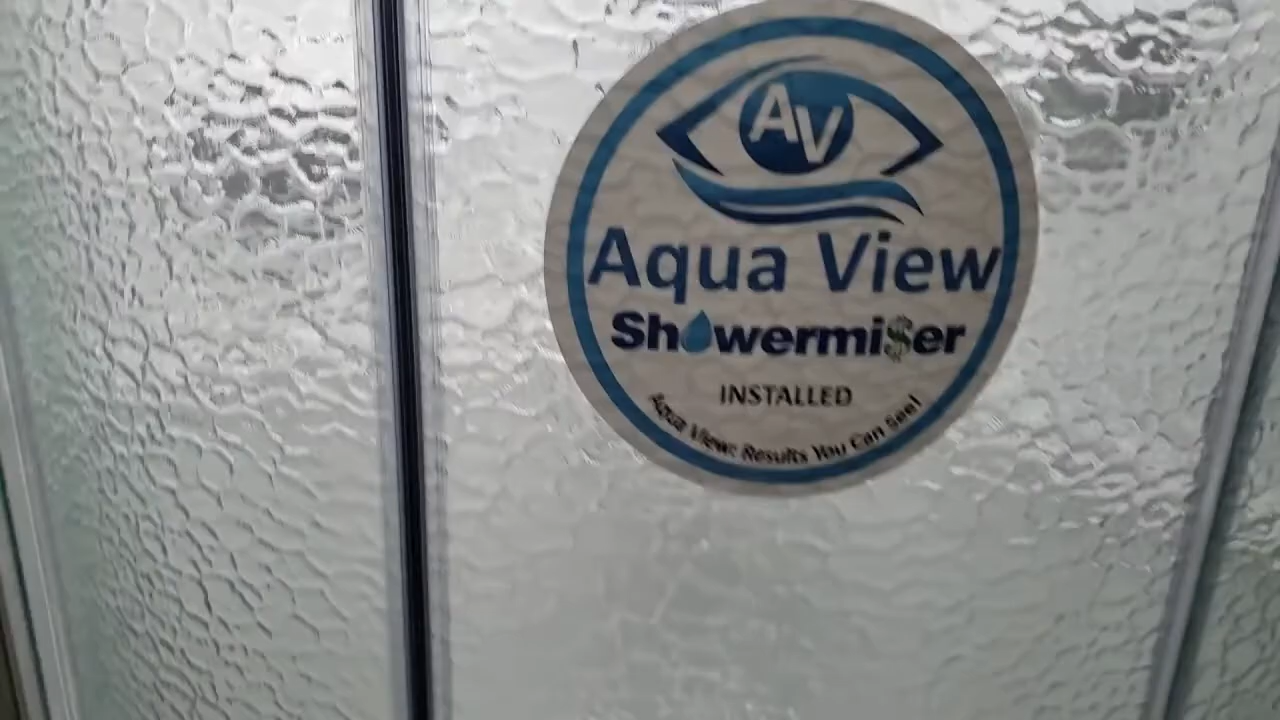 AV
Aqua View
Showermi$er
INSTALLED
Aqua View: Results You Can See!